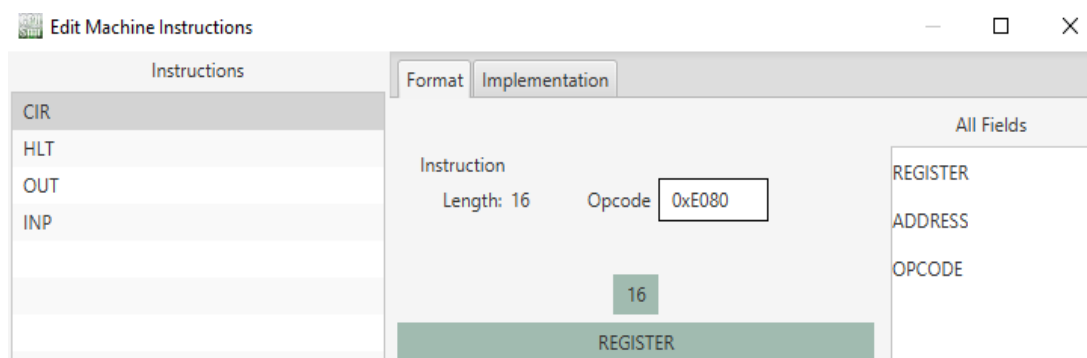 Edit Machine Instructions
Instructions
CIR
HLT
OUT
INP
Format Implementation
Instruction
Length: 16 Opcode 0xE080
16
REGISTER
All Fields
REGISTER
ADDRESS
OPCODE